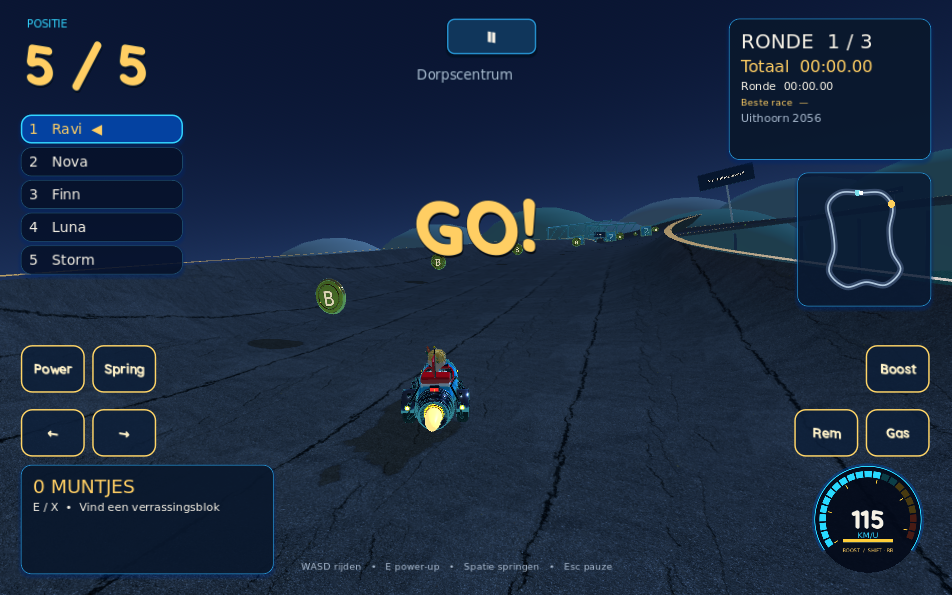 POSITIE
5 / 5
Dorpscentrum
RONDE 1 / 3
Totaal 00:00.00
Ronde 00:00.00
Beste race —
Uithoorn 2056
1 Ravi ◀
2 Nova
3 Finn
4 Luna
5 Storm
GO!
B
B
Power
Spring
←
→
Boost
Rem
Gas
0 MUNTJES
E / X • Vind een verrassingsblok
115
KM/U
WASD rijden • E power-up • Spatie springen • Esc pauze